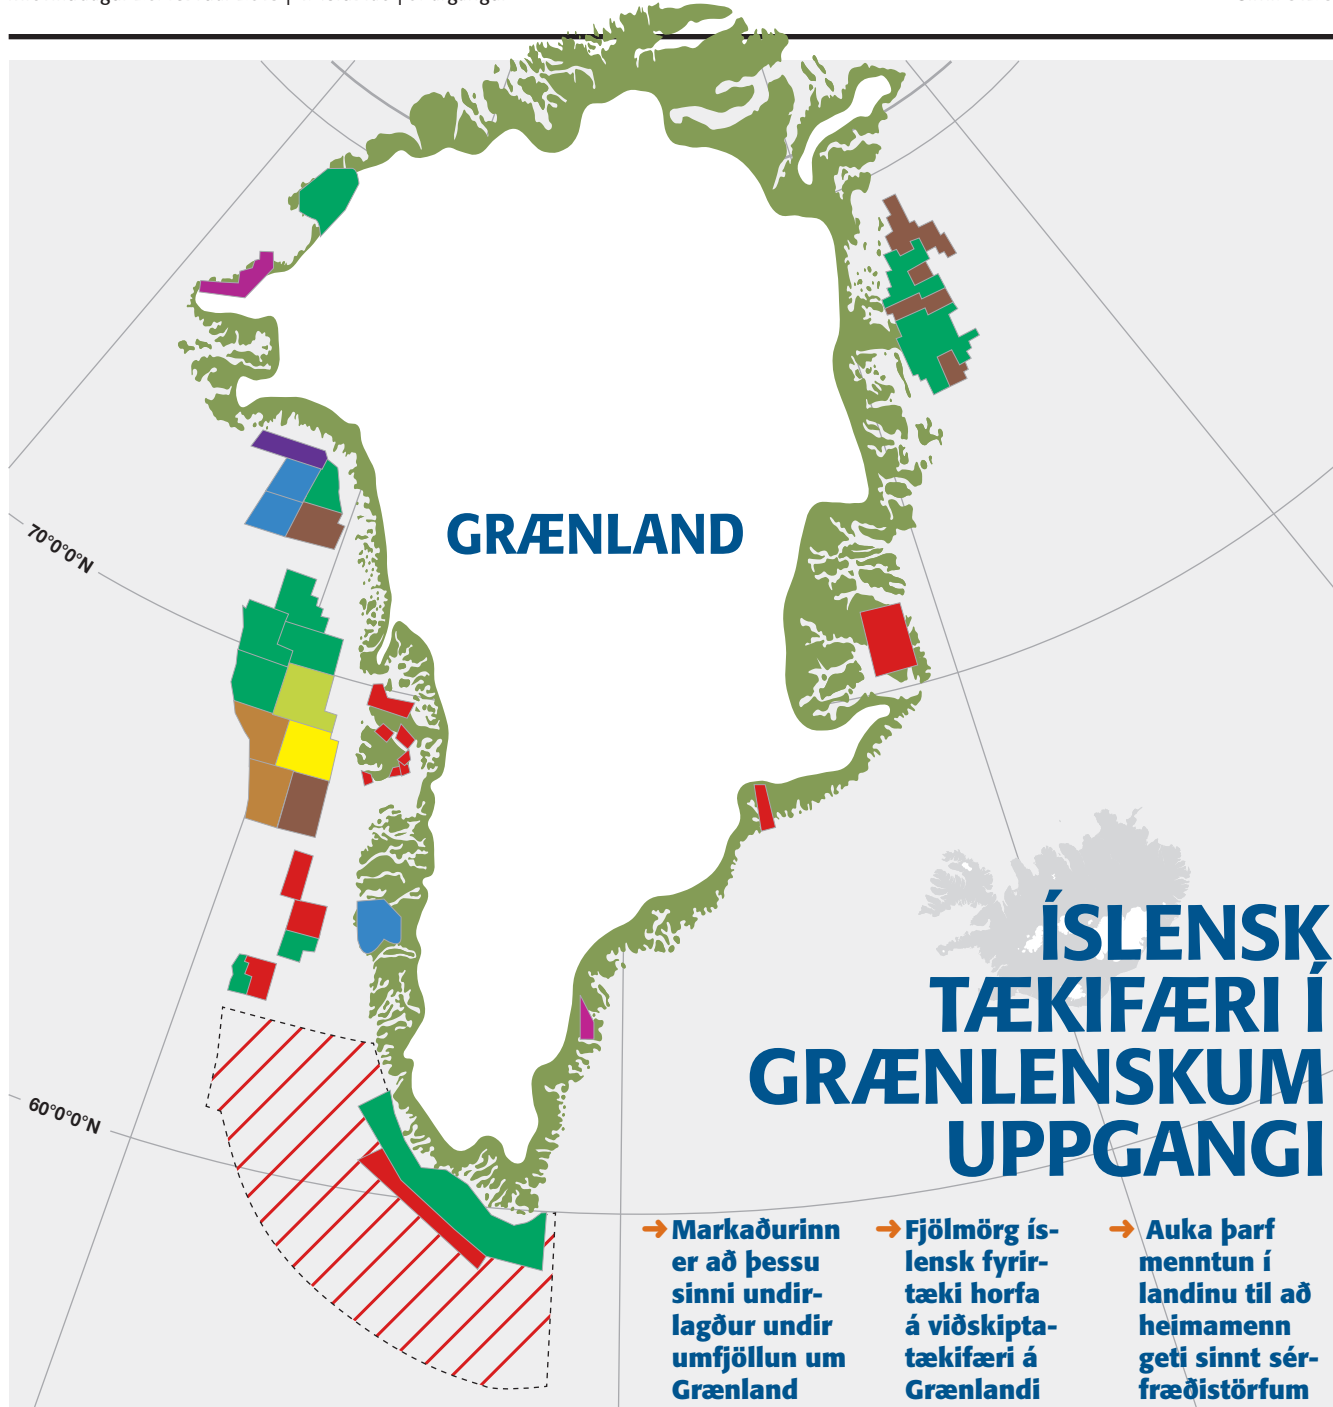 GRÆNLAND
70°0'0"N
60°0'0"N
ÍSLENSK
TÆKIFÆRI Í
GRÆNLENSKUM
UPPGANGI
➜ Markaðurinn
er að þessu
sinni undir-
lagður undir
umfjöllun um
Grænland
➜ Fjölmörg ís-
lensk fyrir-
tæki horfa
á viðskipta-
tækifæri á
Grænlandi
➜ Auka þarf
menntun í
landinu til að
heimamenn
geti sinnt sér-
fræðistörfum